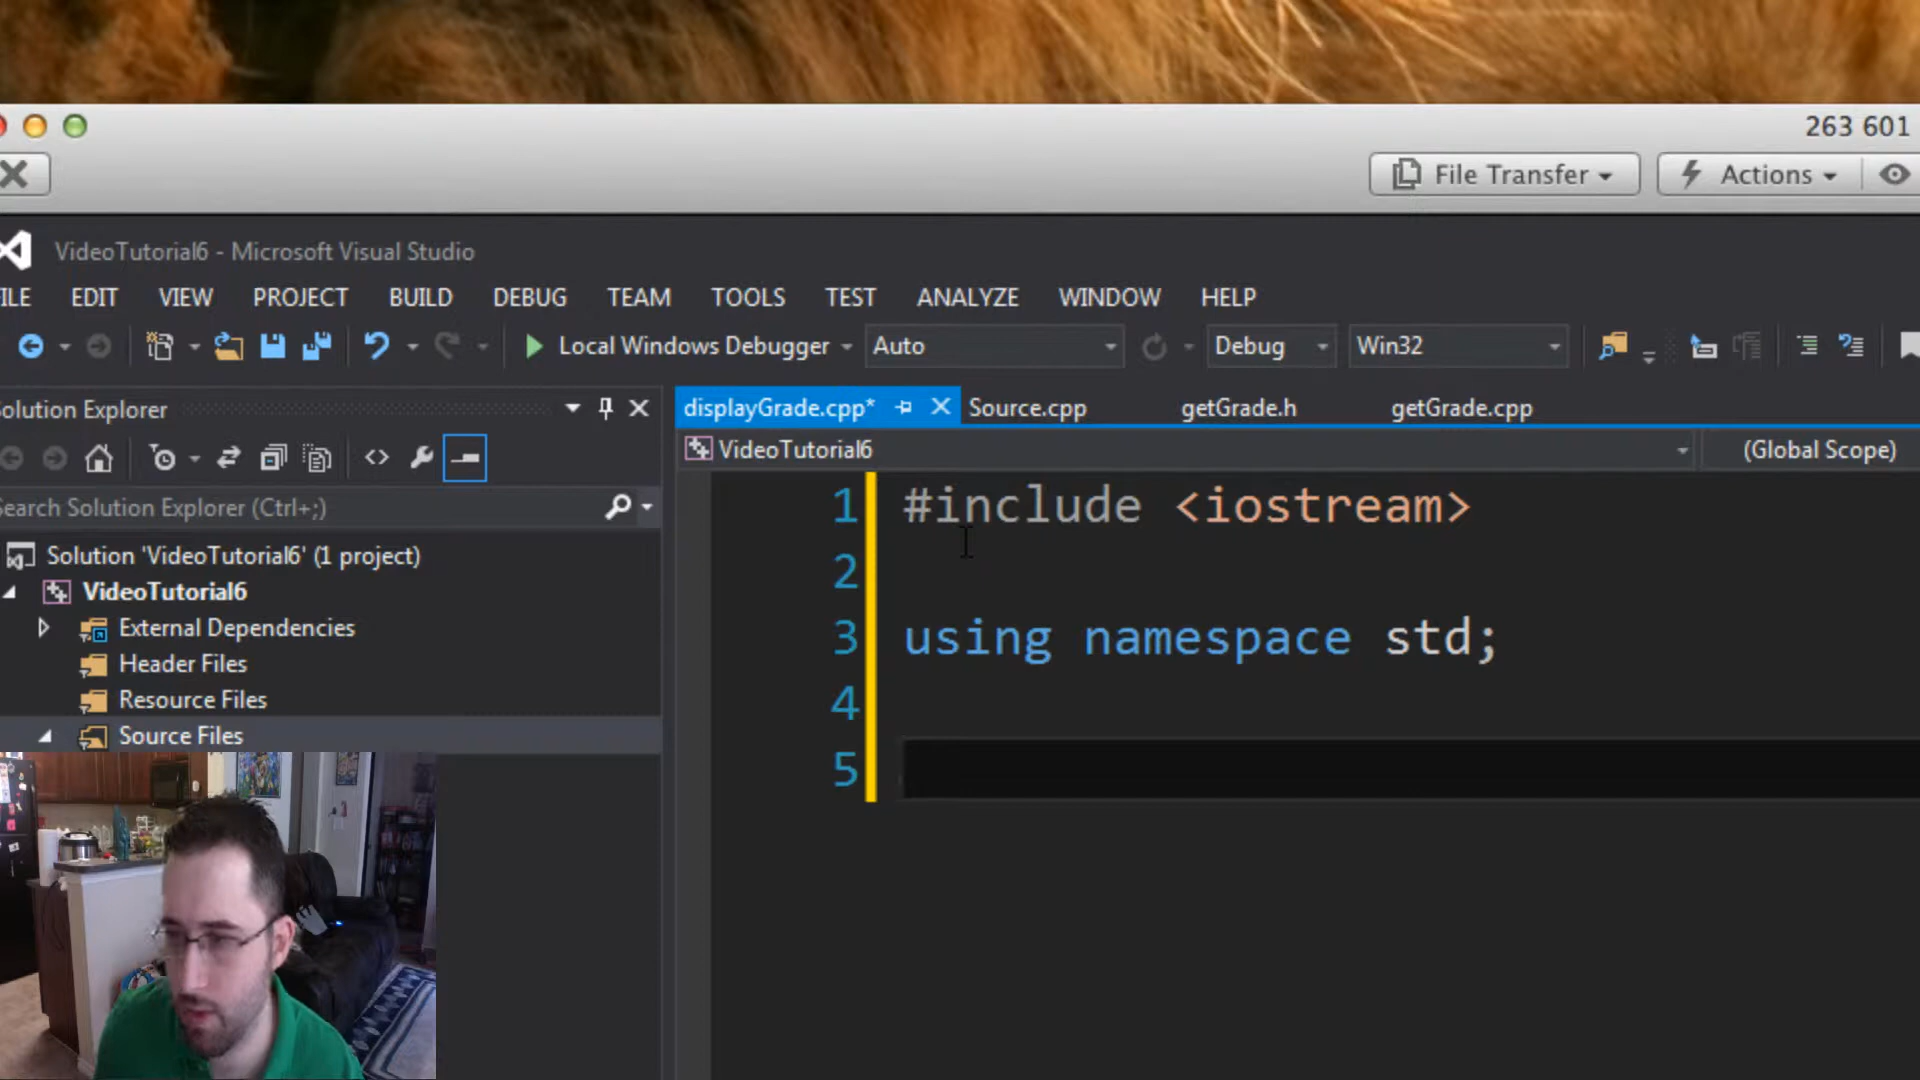 263 601
File Transfer
Actions
VideoTutorial6 - Microsoft Visual Studio
ILE EDIT VIEW PROJECT BUILD DEBUG TEAM TOOLS TEST ANALYZE WINDOW HELP
Local Windows Debugger Auto Debug Win32
olution Explorer
displayGrade.cpp* Source.cpp getGrade.h getGrade.cpp
VideoTutorial6 (Global Scope)
earch Solution Explorer (Ctrl+;)
Solution 'VideoTutorial6' (1 project)
VideoTutorial6
External Dependencies
Header Files
Resource Files
Source Files
1 #include <iostream>
2
3 using namespace std;
4
5